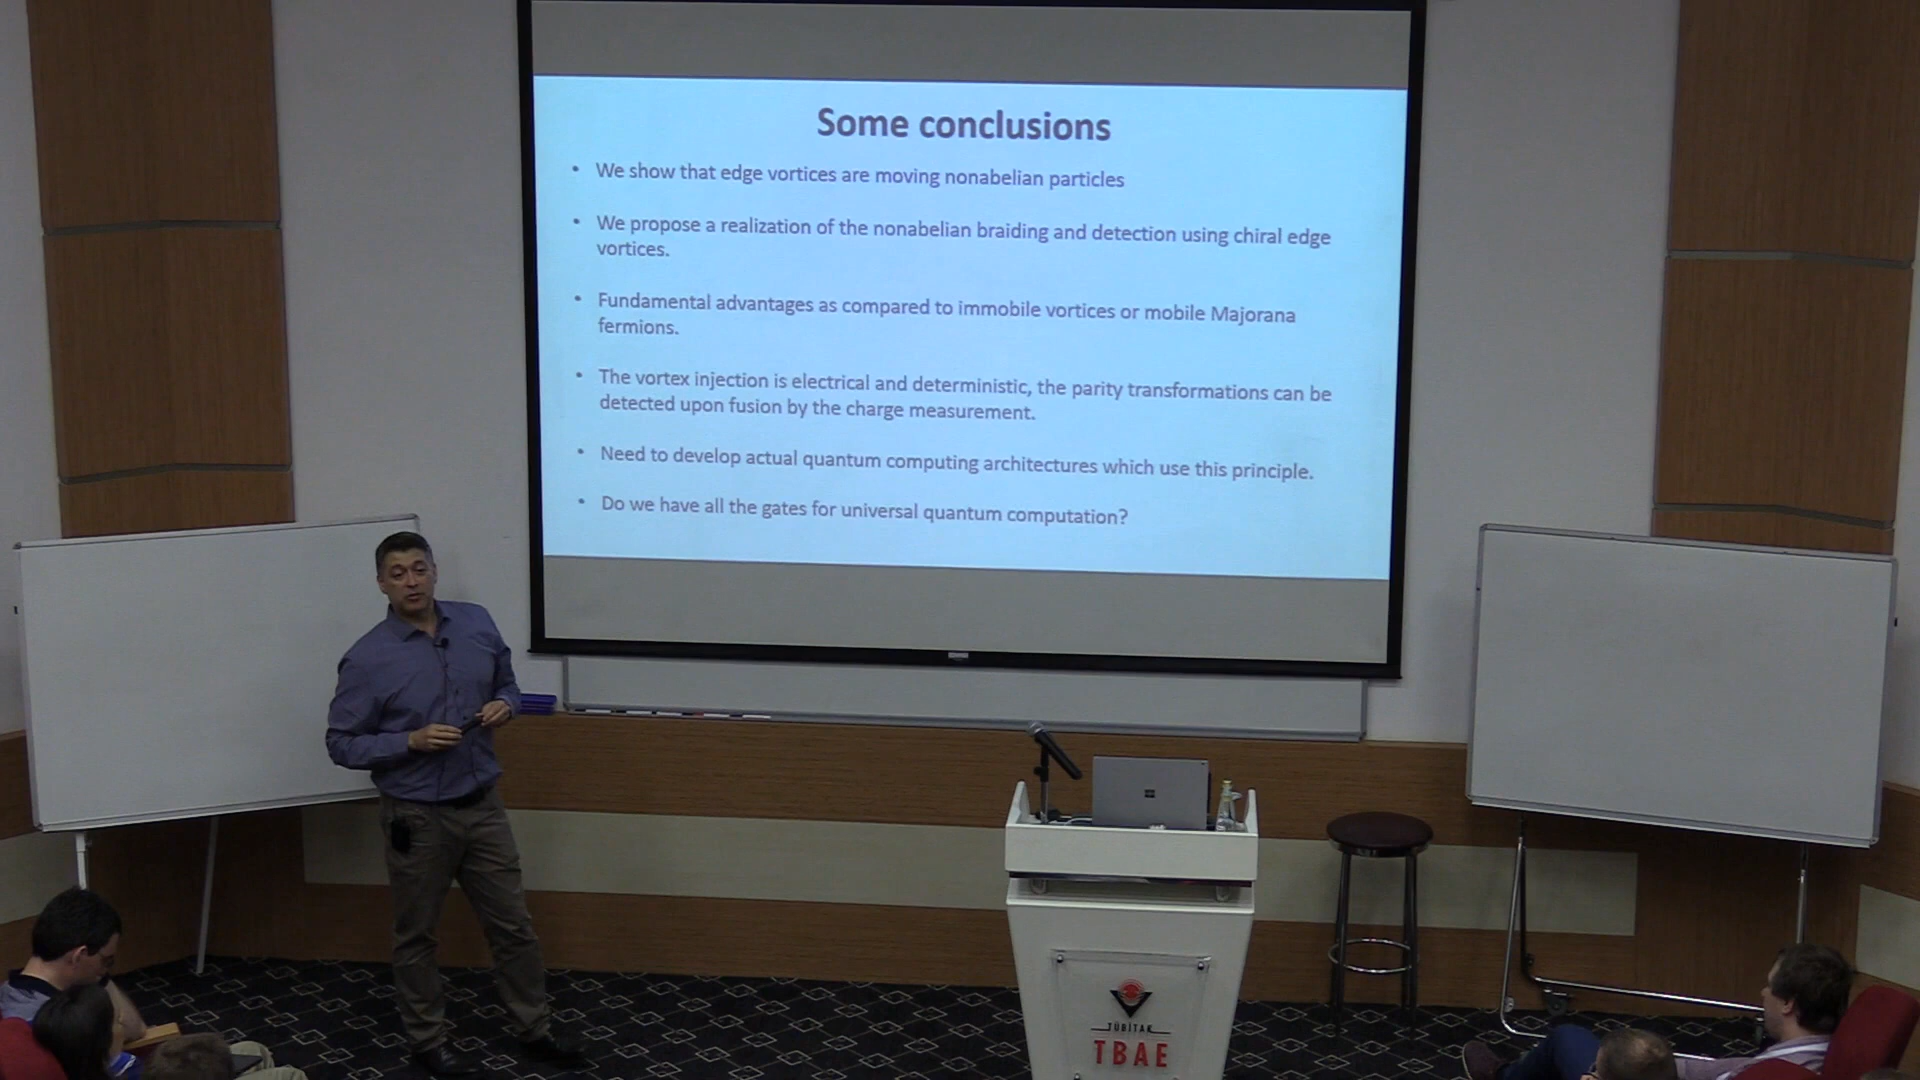 Some conclusions
• We show that edge vortices are moving nonabelian particles
• We propose a realization of the nonabelian braiding and detection using chiral edge
vortices.
• Fundamental advantages as compared to immobile vortices or mobile Majorana
fermions.
• The vortex injection is electrical and deterministic, the parity transformations can be
detected upon fusion by the charge measurement.
• Need to develop actual quantum computing architectures which use this principle.
• Do we have all the gates for universal quantum computation?
TÜBİTAK
TBAE